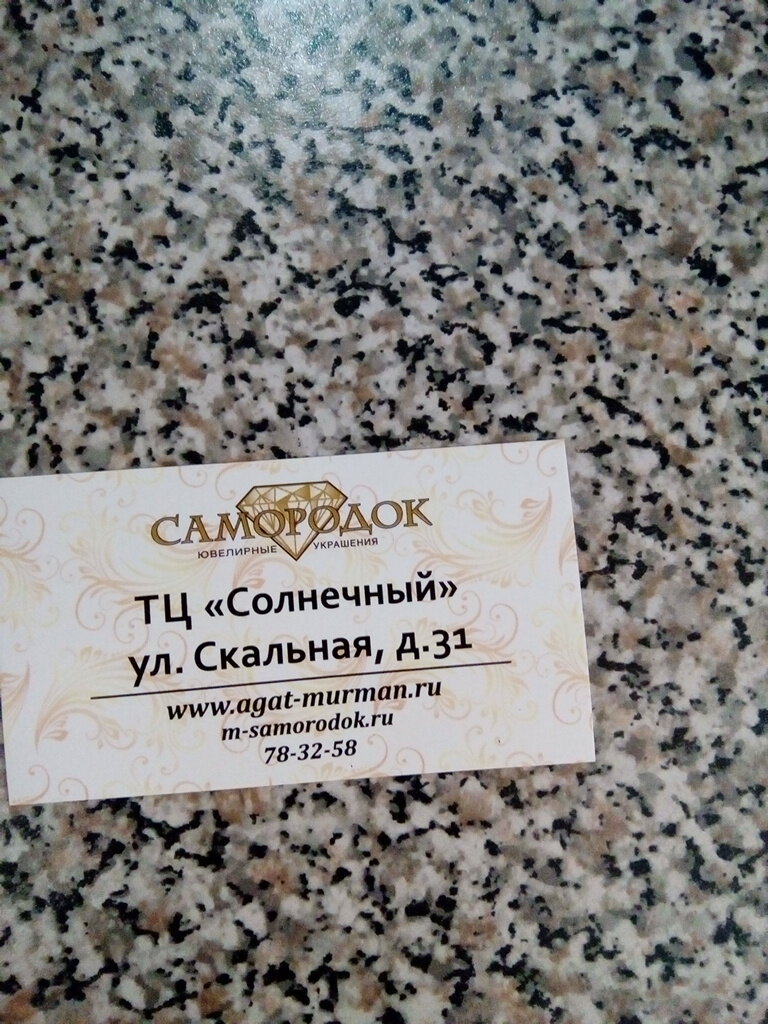 САМОРОДОК
ЮВЕЛИРНЫЕ УКРАШЕНИЯ
ТЦ «Солнечный»
ул. Скальная, д.31
www.agat-murman.ru
m-samorodok.ru
78-32-58